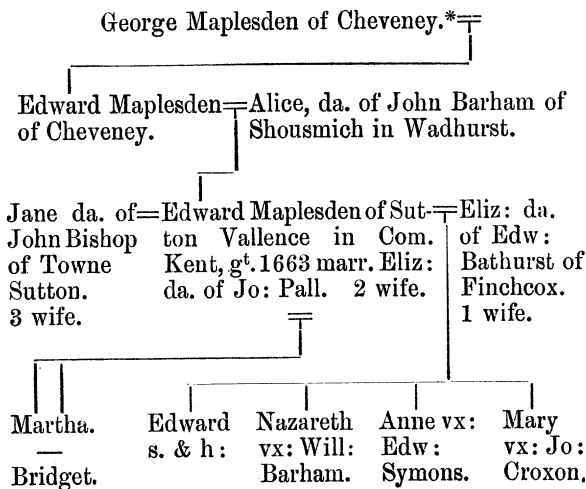 George Maplesden of Cheveney.*
Edward Maplesden=Alice, da. of John Barham of
of Cheveney. Shousmich in Wadhurst.
Jane da. of=Edward Maplesden of Sut-=Eliz: da.
John Bishop ton Vallence in Com. of Edw:
of Towne Kent, gt. 1663 marr. Eliz: Bathurst of
Sutton. da. of Jo: Pall. 2 wife. Finchcox.
3 wife. 1 wife.
Martha. Edward Nazareth Anne vx: Mary
— s. & h: vx: Will: Edw: vx: Jo:
Bridget. Barham. Symons. Croxon.